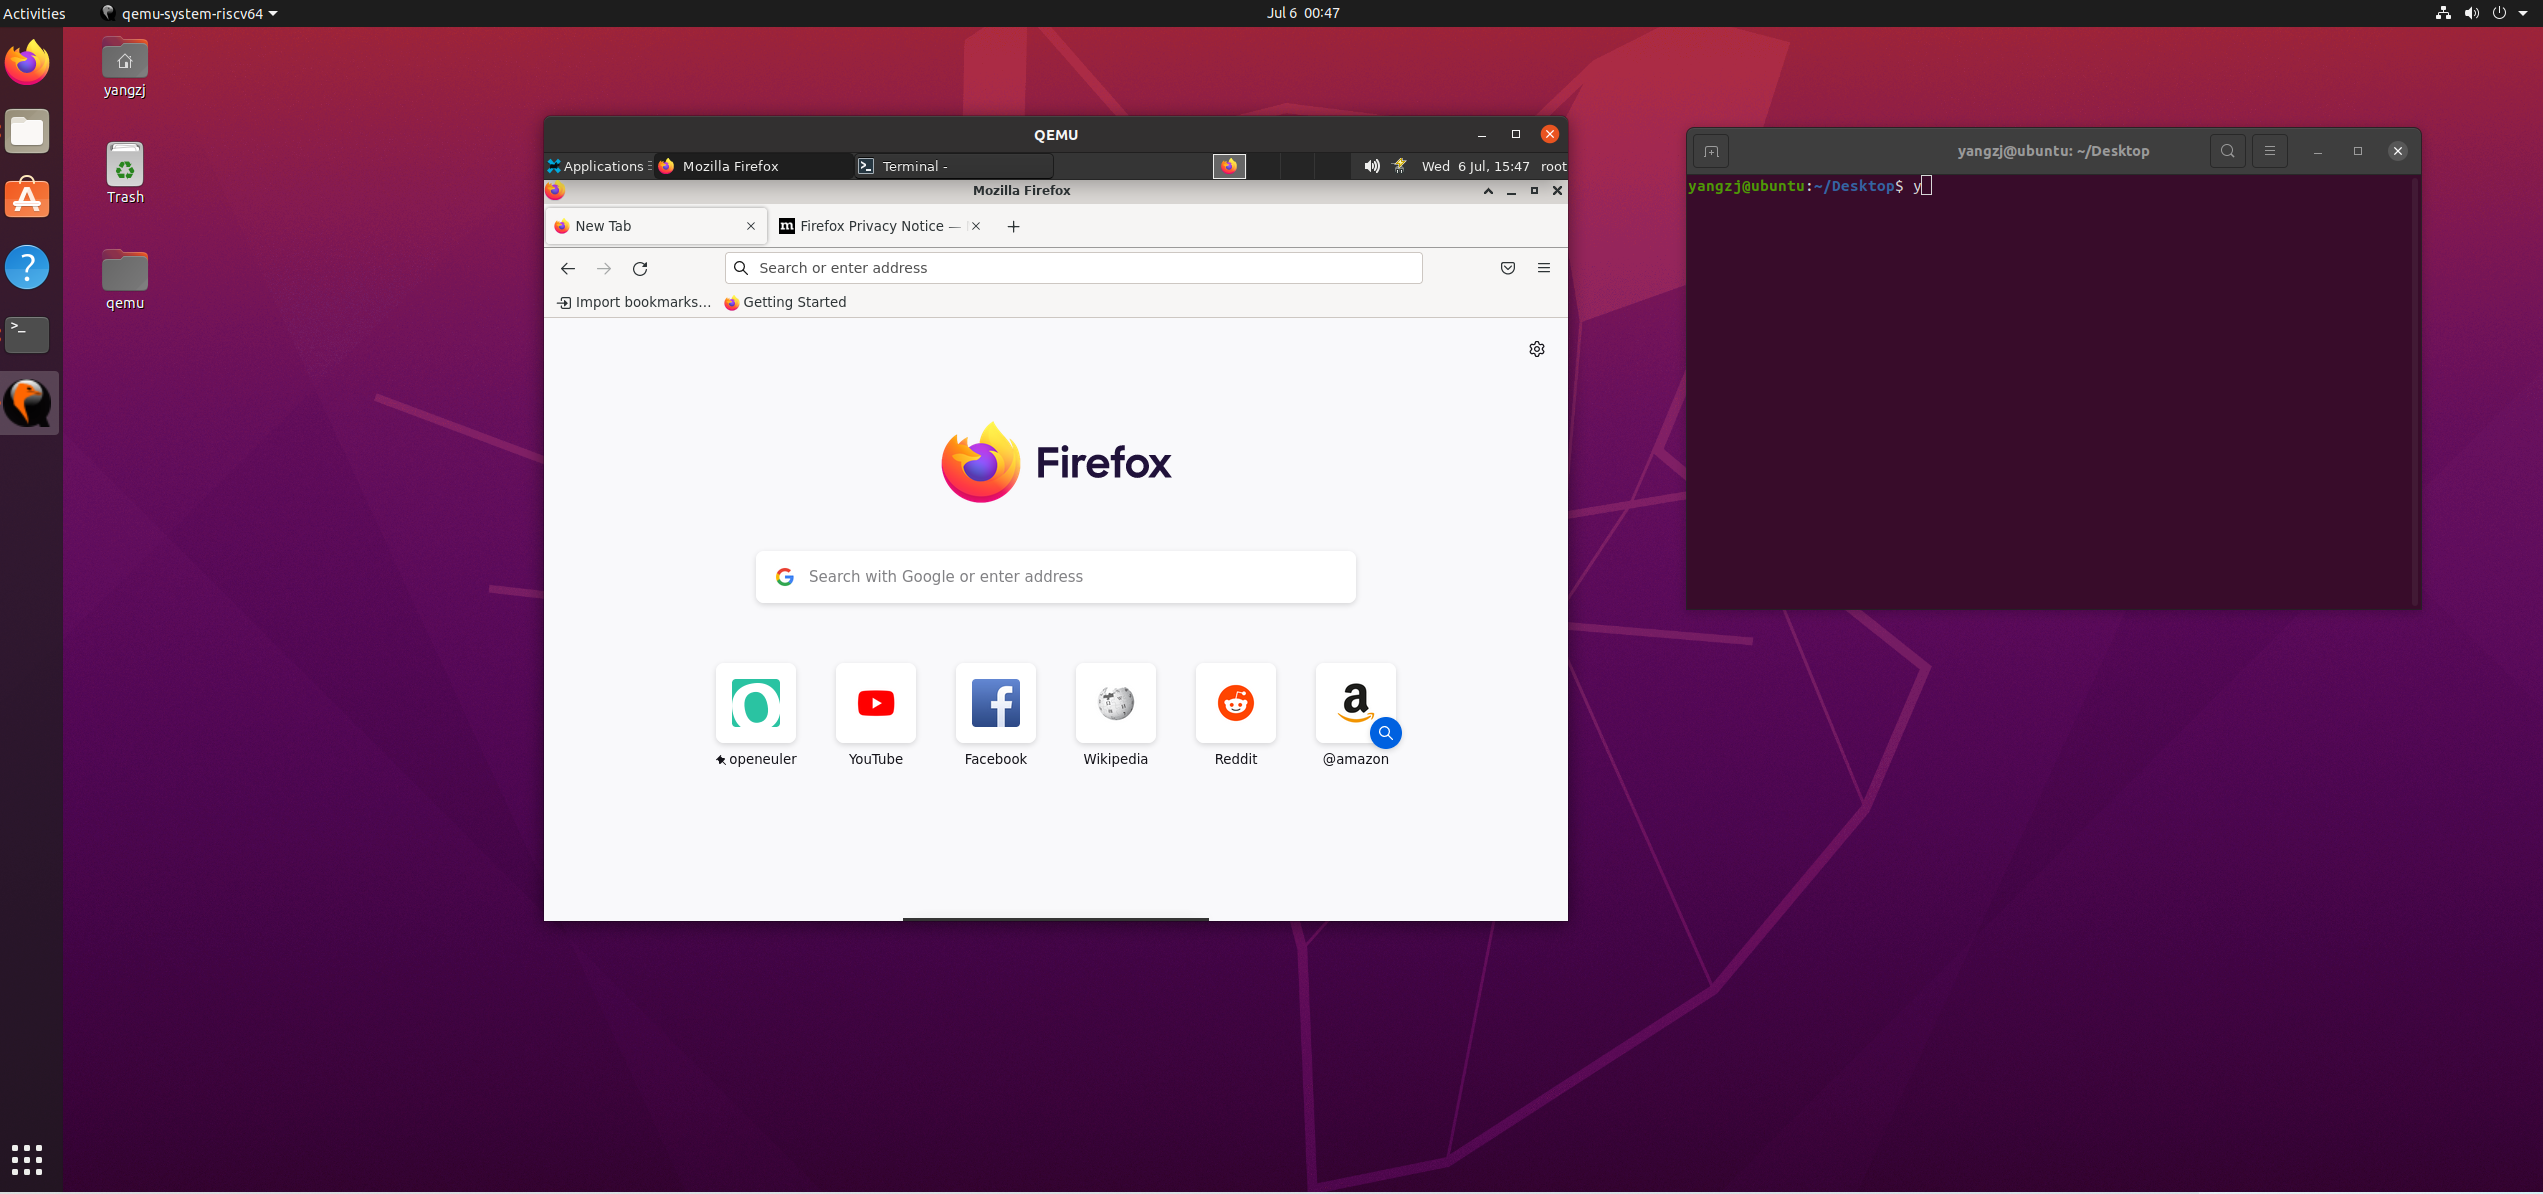 Activities
qemu-system-riscv64
Jul 6 00:47
yangzj
Trash
qemu
QEMU
Applications
Mozilla Firefox
Terminal -
Wed 6 Jul, 15:47
root
Mozilla Firefox
New Tab
Firefox Privacy Notice —
Search or enter address
Import bookmarks...
Getting Started
Firefox
Search with Google or enter address
openeuler
YouTube
Facebook
Wikipedia
Reddit
@amazon
yangzj@ubuntu: ~/Desktop
yangzj@ubuntu:~/Desktop$ y